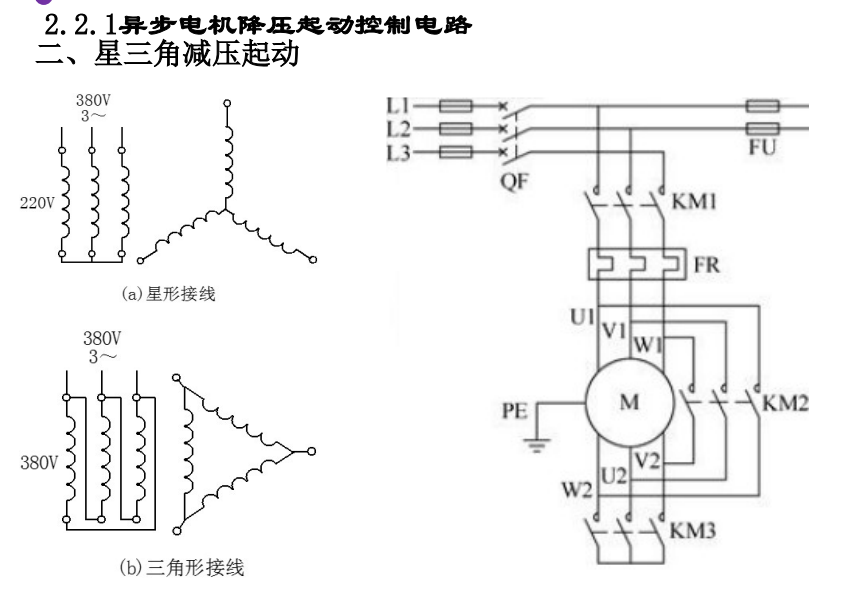 2.2.1异步电机降压起动控制电路
二、星三角减压起动
380V
3～
220V
(a)星形接线
380V
3～
380V
(b)三角形接线
L1
L2
L3
QF
FU
KM1
FR
U1
V1
W1
PE
M
KM2
V2
U2
W2
KM3